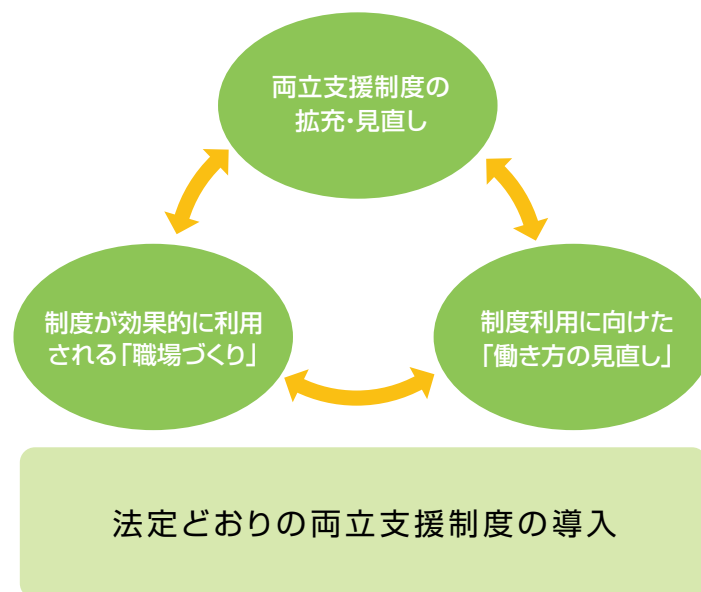 両立支援制度の
拡充・見直し
制度が効果的に利用
される「職場づくり」
制度利用に向けた
「働き方の見直し」
法定どおりの両立支援制度の導入